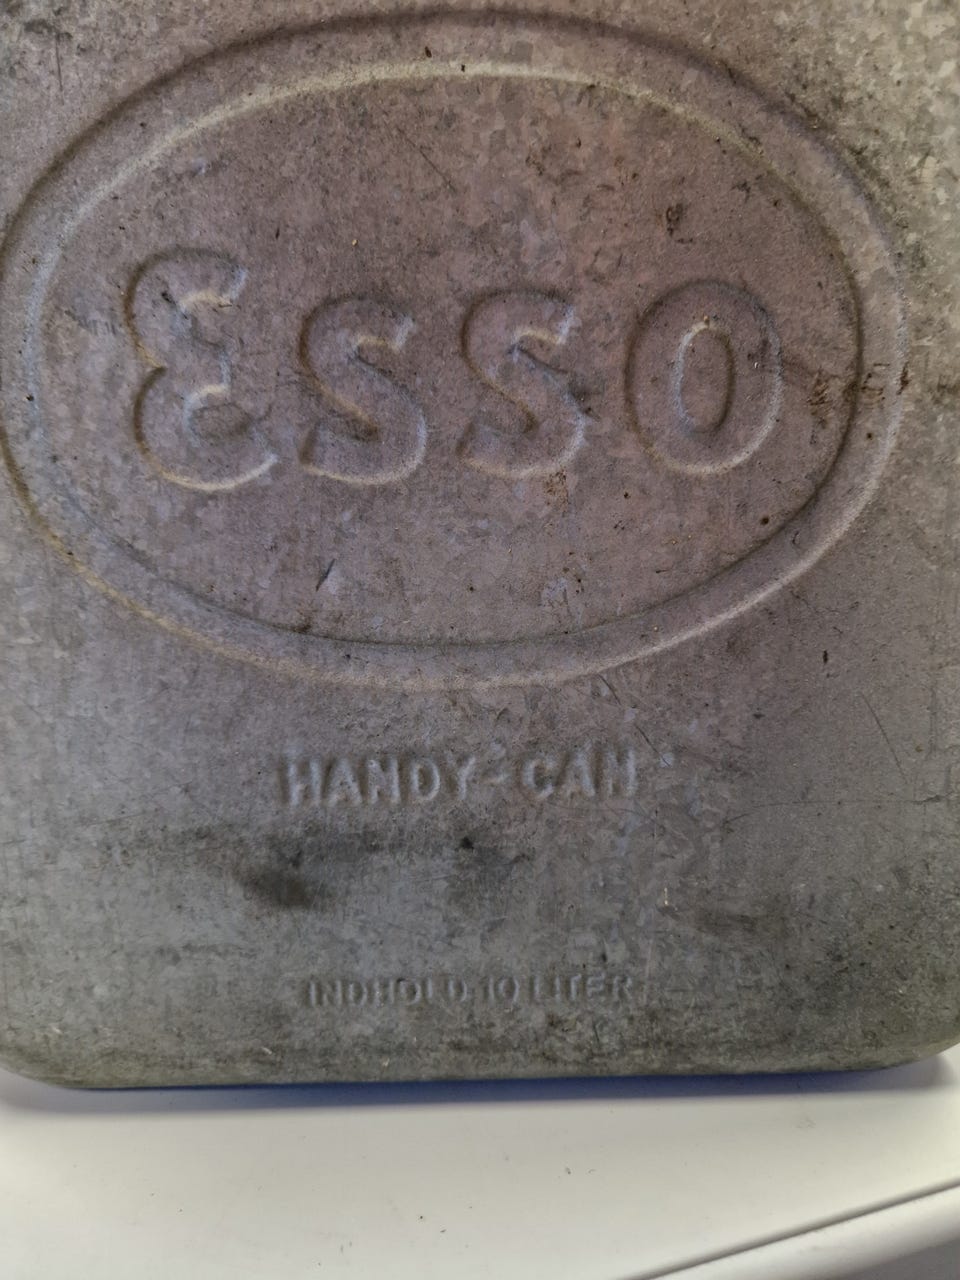 Esso
HANDY-CAN
INDHOLD 10 LITER